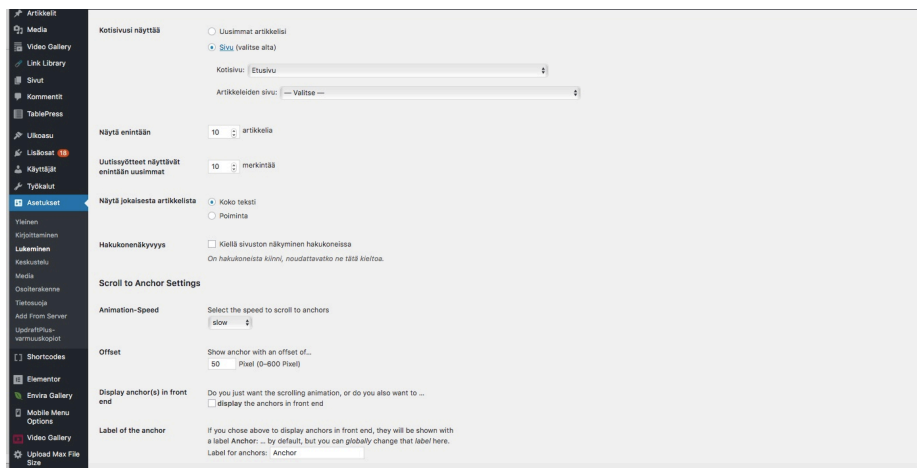 Artikkelit
Media
Video Gallery
Link Library
Sivut
Kommentit
TablePress
Ulkoasu
Lisäosat 18
Käyttäjät
Työkalut
Asetukset
Yleinen
Kirjoittaminen
Lukeminen
Keskustelu
Media
Osoiterakenne
Tietosuoja
Add From Server
UpdraftPlus-
varmuuskopiot
Shortcodes
Elementor
Envira Gallery
Mobile Menu
Options
Video Gallery
Upload Max File
Size
Kotisivusi näyttää
Uusimmat artikkelisi
Sivu (valitse alta)
Kotisivu: Etusivu
Artikkeleiden sivu: — Valitse —
Näytä enintään
10 artikkelia
Uutissyötteet näyttävät
enintään uusimmat
10 merkintää
Näytä jokaisesta artikkelista
Koko teksti
Poiminta
Hakukonenäkyvyys
Kiellä sivuston näkyminen hakukoneissa
On hakukoneista kiinni, noudattavatko ne tätä kieltoa.
Scroll to Anchor Settings
Animation-Speed
Select the speed to scroll to anchors
slow
Offset
Show anchor with an offset of...
50 Pixel (0–600 Pixel)
Display anchor(s) in front
end
Do you just want the scrolling animation, or do you also want to ...
display the anchors in front end
Label of the anchor
If you chose above to display anchors in front end, they will be shown with
a label Anchor: ... by default, but you can globally change that label here.
Label for anchors: Anchor